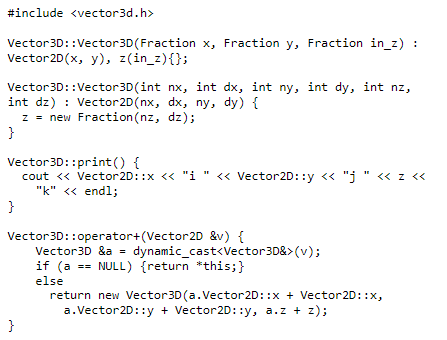 #include <vector3d.h>
Vector3D::Vector3D(Fraction x, Fraction y, Fraction in_z) :
Vector2D(x, y), z(in_z){};
Vector3D::Vector3D(int nx, int dx, int ny, int dy, int nz,
int dz) : Vector2D(nx, dx, ny, dy) {
  z = new Fraction(nz, dz);
}
Vector3D::print() {
  cout << Vector2D::x << "i " << Vector2D::y << "j " << z <<
    "k" << endl;
}
Vector3D::operator+(Vector2D &v) {
    Vector3D &a = dynamic_cast<Vector3D&>(v);
    if (a == NULL) {return *this;}
    else
      return new Vector3D(a.Vector2D::x + Vector2D::x,
        a.Vector2D::y + Vector2D::y, a.z + z);
}